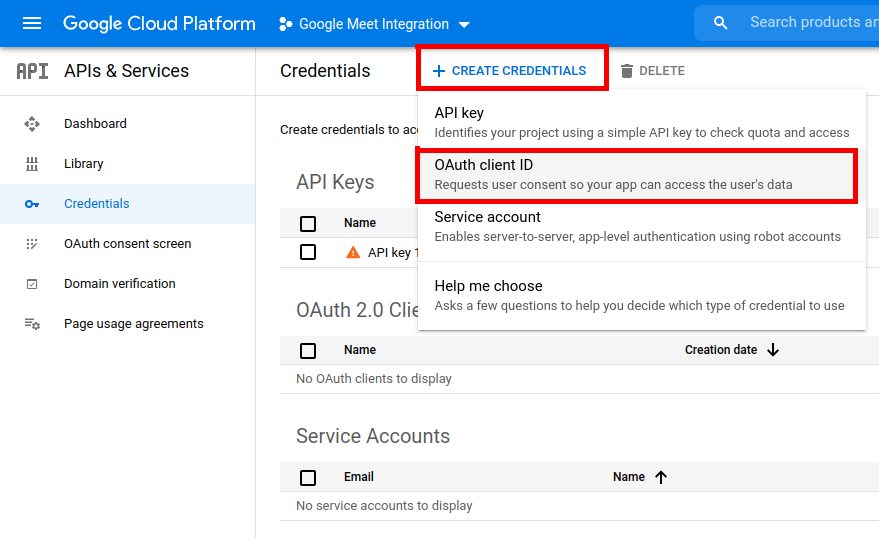 Google Cloud Platform
Google Meet Integration
Search products an
API APIs & Services
Credentials
CREATE CREDENTIALS
DELETE
Dashboard
Library
Credentials
OAuth consent screen
Domain verification
Page usage agreements
Create credentials to acc
API key
Identifies your project using a simple API key to check quota and access
OAuth client ID
Requests user consent so your app can access the user's data
Service account
Enables server-to-server, app-level authentication using robot accounts
Help me choose
Asks a few questions to help you decide which type of credential to use
API Keys
Name
API key 1
OAuth 2.0 Clie
Name
Creation date
No OAuth clients to display
Service Accounts
Email
Name
No service accounts to display